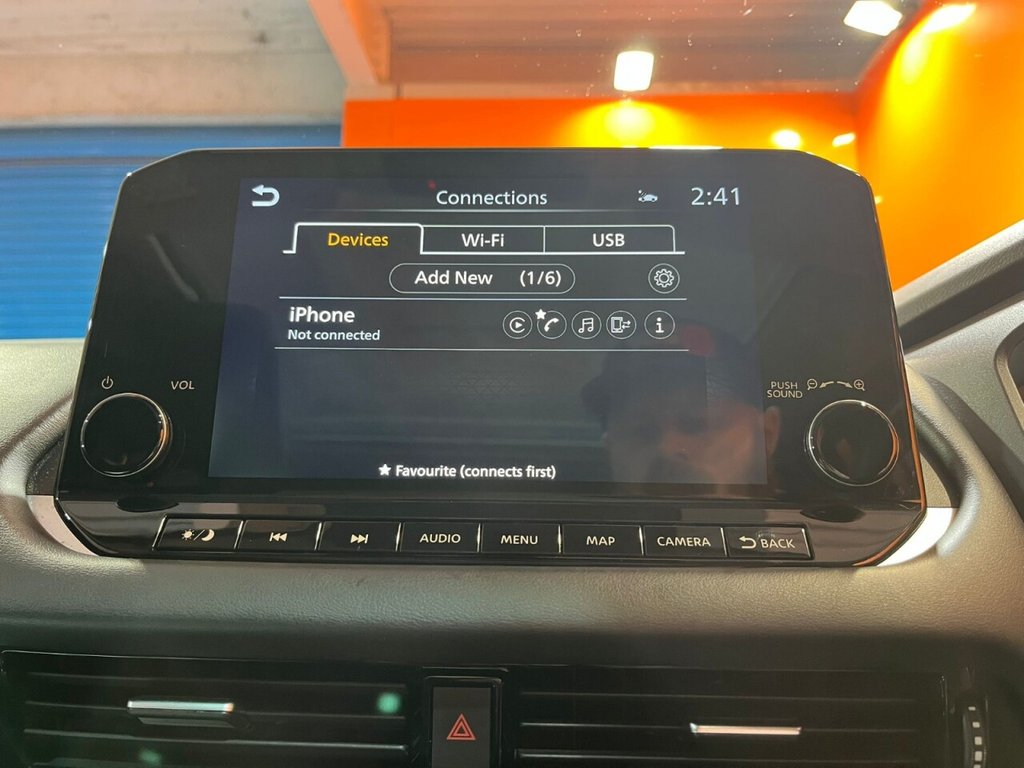 Connections
2:41
Devices
Wi-Fi
USB
Add New (1/6)
iPhone
Not connected
★ Favourite (connects first)
VOL
PUSH
SOUND
AUDIO
MENU
MAP
CAMERA
BACK